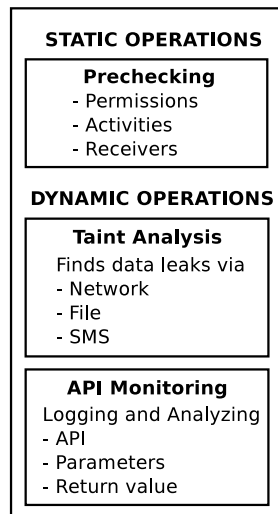 STATIC OPERATIONS
Prechecking
- Permissions
- Activities
- Receivers
DYNAMIC OPERATIONS
Taint Analysis
Finds data leaks via
- Network
- File
- SMS
API Monitoring
Logging and Analyzing
- API
- Parameters
- Return value